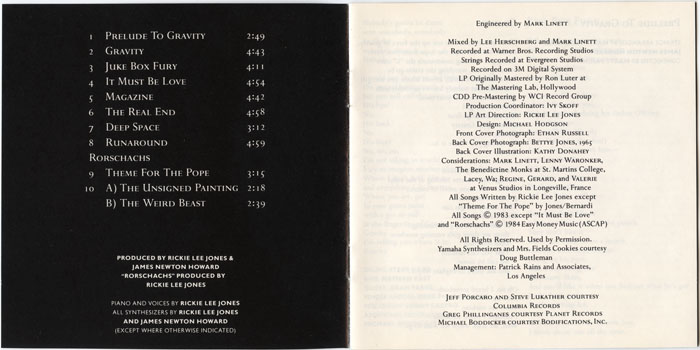 1 Prelude To Gravity 2:49
2 Gravity 4:43
3 Juke Box Fury 4:11
4 It Must Be Love 4:54
5 Magazine 4:42
6 The Real End 4:58
7 Deep Space 3:12
8 Runaround 4:59
Rorschachs
9 Theme For The Pope 3:15
10 A) The Unsigned Painting 2:18
B) The Weird Beast 2:39
PRODUCED BY RICKIE LEE JONES &
JAMES NEWTON HOWARD
"RORSCHACHS" PRODUCED BY
RICKIE LEE JONES
PIANO AND VOICES BY RICKIE LEE JONES
ALL SYNTHESIZERS BY RICKIE LEE JONES
AND JAMES NEWTON HOWARD
(EXCEPT WHERE OTHERWISE INDICATED)
Engineered by Mark Linett
Mixed by Lee Herschberg and Mark Linett
Recorded at Warner Bros. Recording Studios
Strings Recorded at Evergreen Studios
Recorded on 3M Digital System
LP Originally Mastered by Ron Luter at
The Mastering Lab, Hollywood
CDD Pre-Mastering by WCI Record Group
Production Coordinator: Ivy Skoff
LP Art Direction: Rickie Lee Jones
Design: Michael Hodgson
Front Cover Photograph: Ethan Russell
Back Cover Photograph: Bettye Jones, 1965
Back Cover Illustration: Kathy Donahey
Considerations: Mark Linett, Lenny Waronker,
The Benedictine Monks at St. Martins College,
Lacey, Wa; Regine, Gerard, and Valerie
at Venus Studios in Longeville, France
All Songs Written by Rickie Lee Jones except
"Theme For The Pope" by Jones/Bernardi
All Songs © 1983 except "It Must Be Love"
and "Rorschachs" © 1984 Easy Money Music (ASCAP)
All Rights Reserved. Used by Permission.
Yamaha Synthesizers and Mrs. Fields Cookies courtesy
Doug Buttleman
Management: Patrick Rains and Associates,
Los Angeles
Jeff Porcaro and Steve Lukather courtesy
Columbia Records
Greg Phillinganes courtesy Planet Records
Michael Boddicker courtesy Bodifications, Inc.